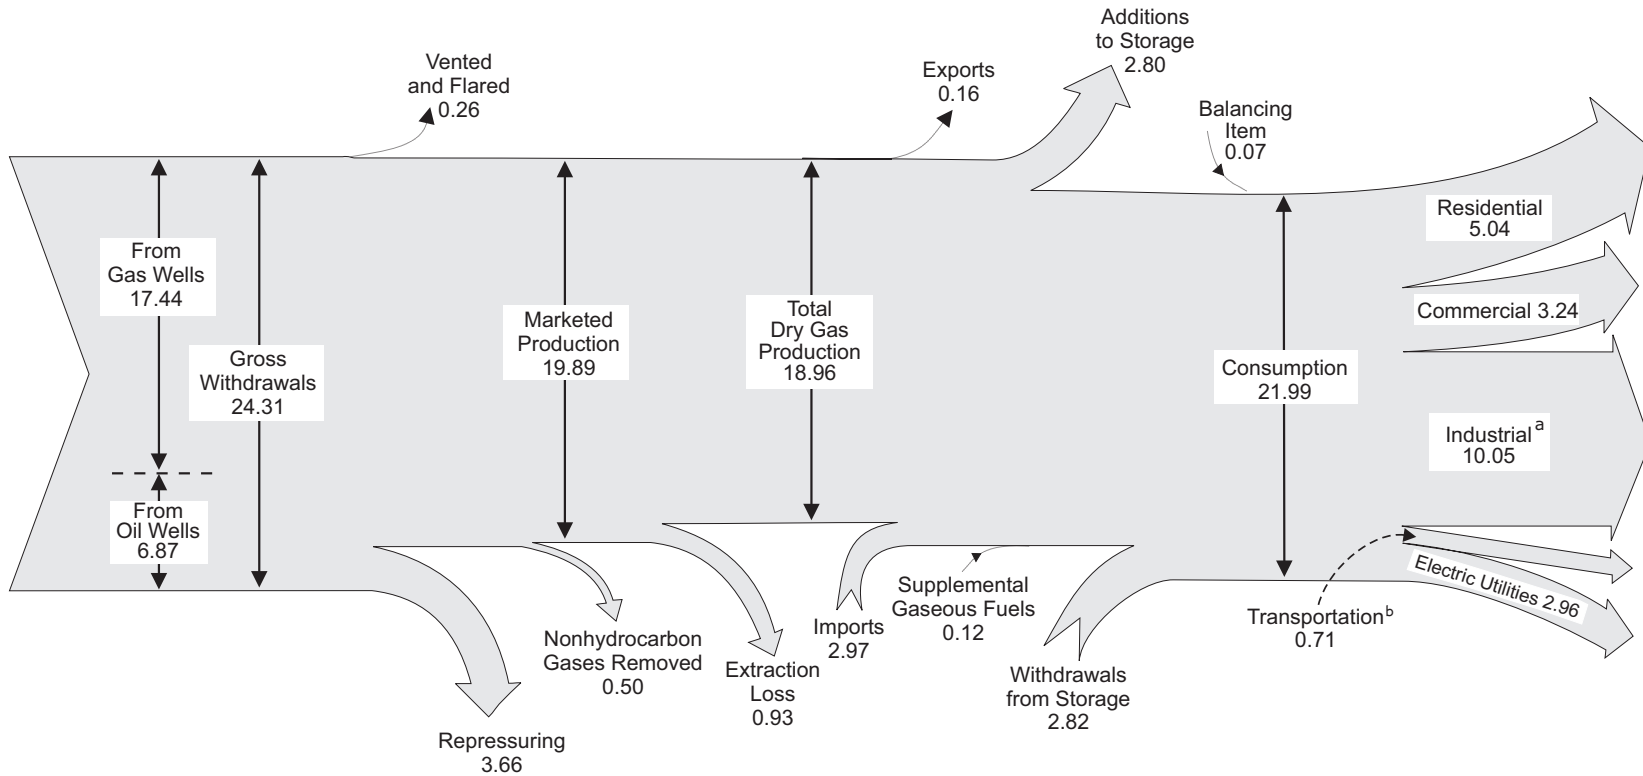 Additions
to Storage
2.80
Vented
and Flared
0.26
Exports
0.16
Balancing
Item
0.07
Residential
5.04
From
Gas Wells
17.44
Commercial 3.24
Marketed
Production
19.89
Total
Dry Gas
Production
18.96
Gross
Withdrawals
24.31
Consumption
21.99
Industrial a
10.05
From
Oil Wells
6.87
Electric Utilities 2.96
Supplemental
Gaseous Fuels
0.12
Transportation b
0.71
Imports
2.97
Nonhydrocarbon
Gases Removed
0.50
Extraction
Loss
0.93
Withdrawals
from Storage
2.82
Repressuring
3.66